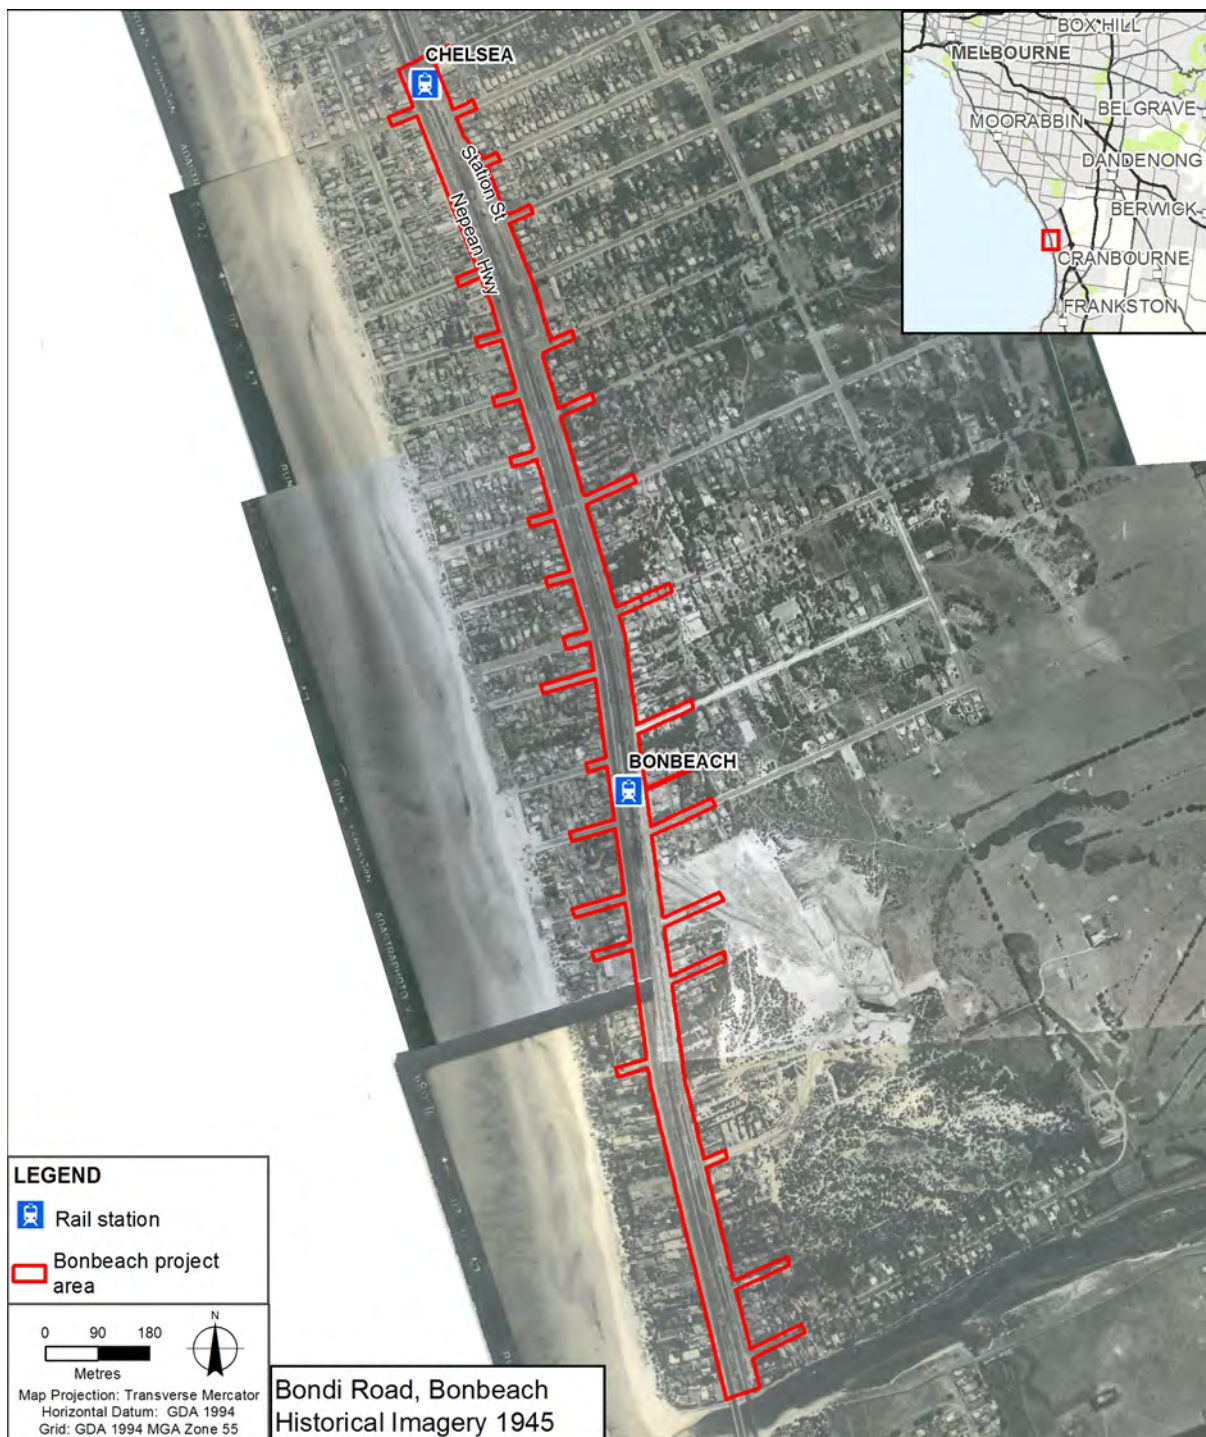 CHELSEA
Station St
Nepean Hwy
BONBEACH
BOX HILL
MELBOURNE
BELGRAVE
MOORABBIN
DANDENONG
BERWICK
CRANBOURNE
FRANKSTON
ADASTRAPHOTO
LEGEND
Rail station
Bonbeach project
area
N
0 90 180
Metres
Map Projection: Transverse Mercator
Horizontal Datum: GDA 1994
Grid: GDA 1994 MGA Zone 55
Bondi Road, Bonbeach
Historical Imagery 1945